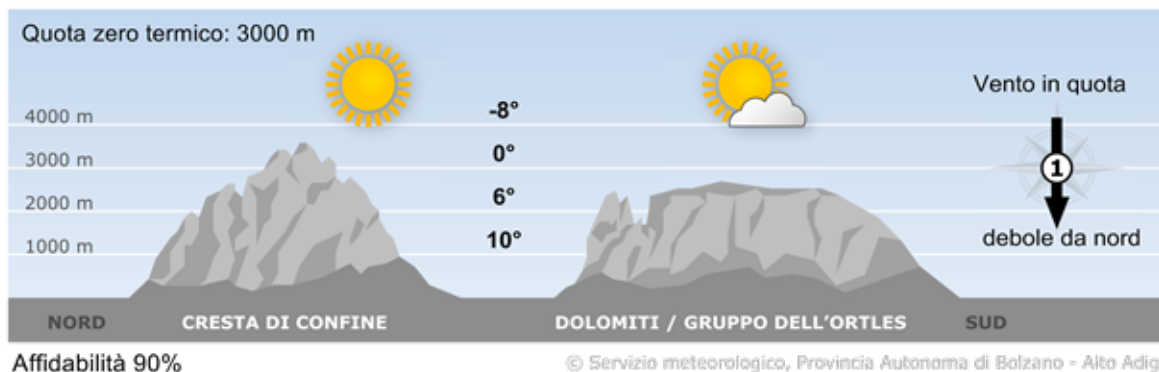 Quota zero termico: 3000 m
Vento in quota
4000 m
-8°
3000 m
0°
1
2000 m
6°
1000 m
10°
debole da nord
NORD
CRESTA DI CONFINE
DOLOMITI / GRUPPO DELL'ORTLES
SUD
Affidabilità 90%
© Servizio meteorologico, Provincia Autonoma di Bolzano - Alto Adig